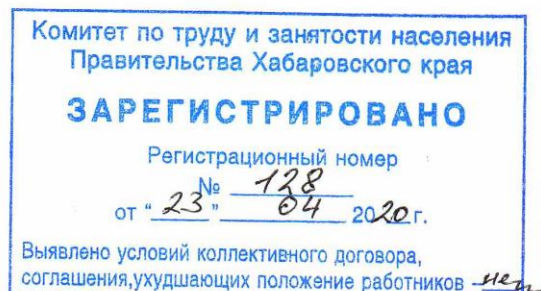 Комитет по труду и занятости населения
Правительства Хабаровского края
ЗАРЕГИСТРИРОВАНО
Регистрационный номер
№ 128
от "23" 04 2020 г.
Выявлено условий коллективного договора,
соглашения,ухудшающих положение работников - нет